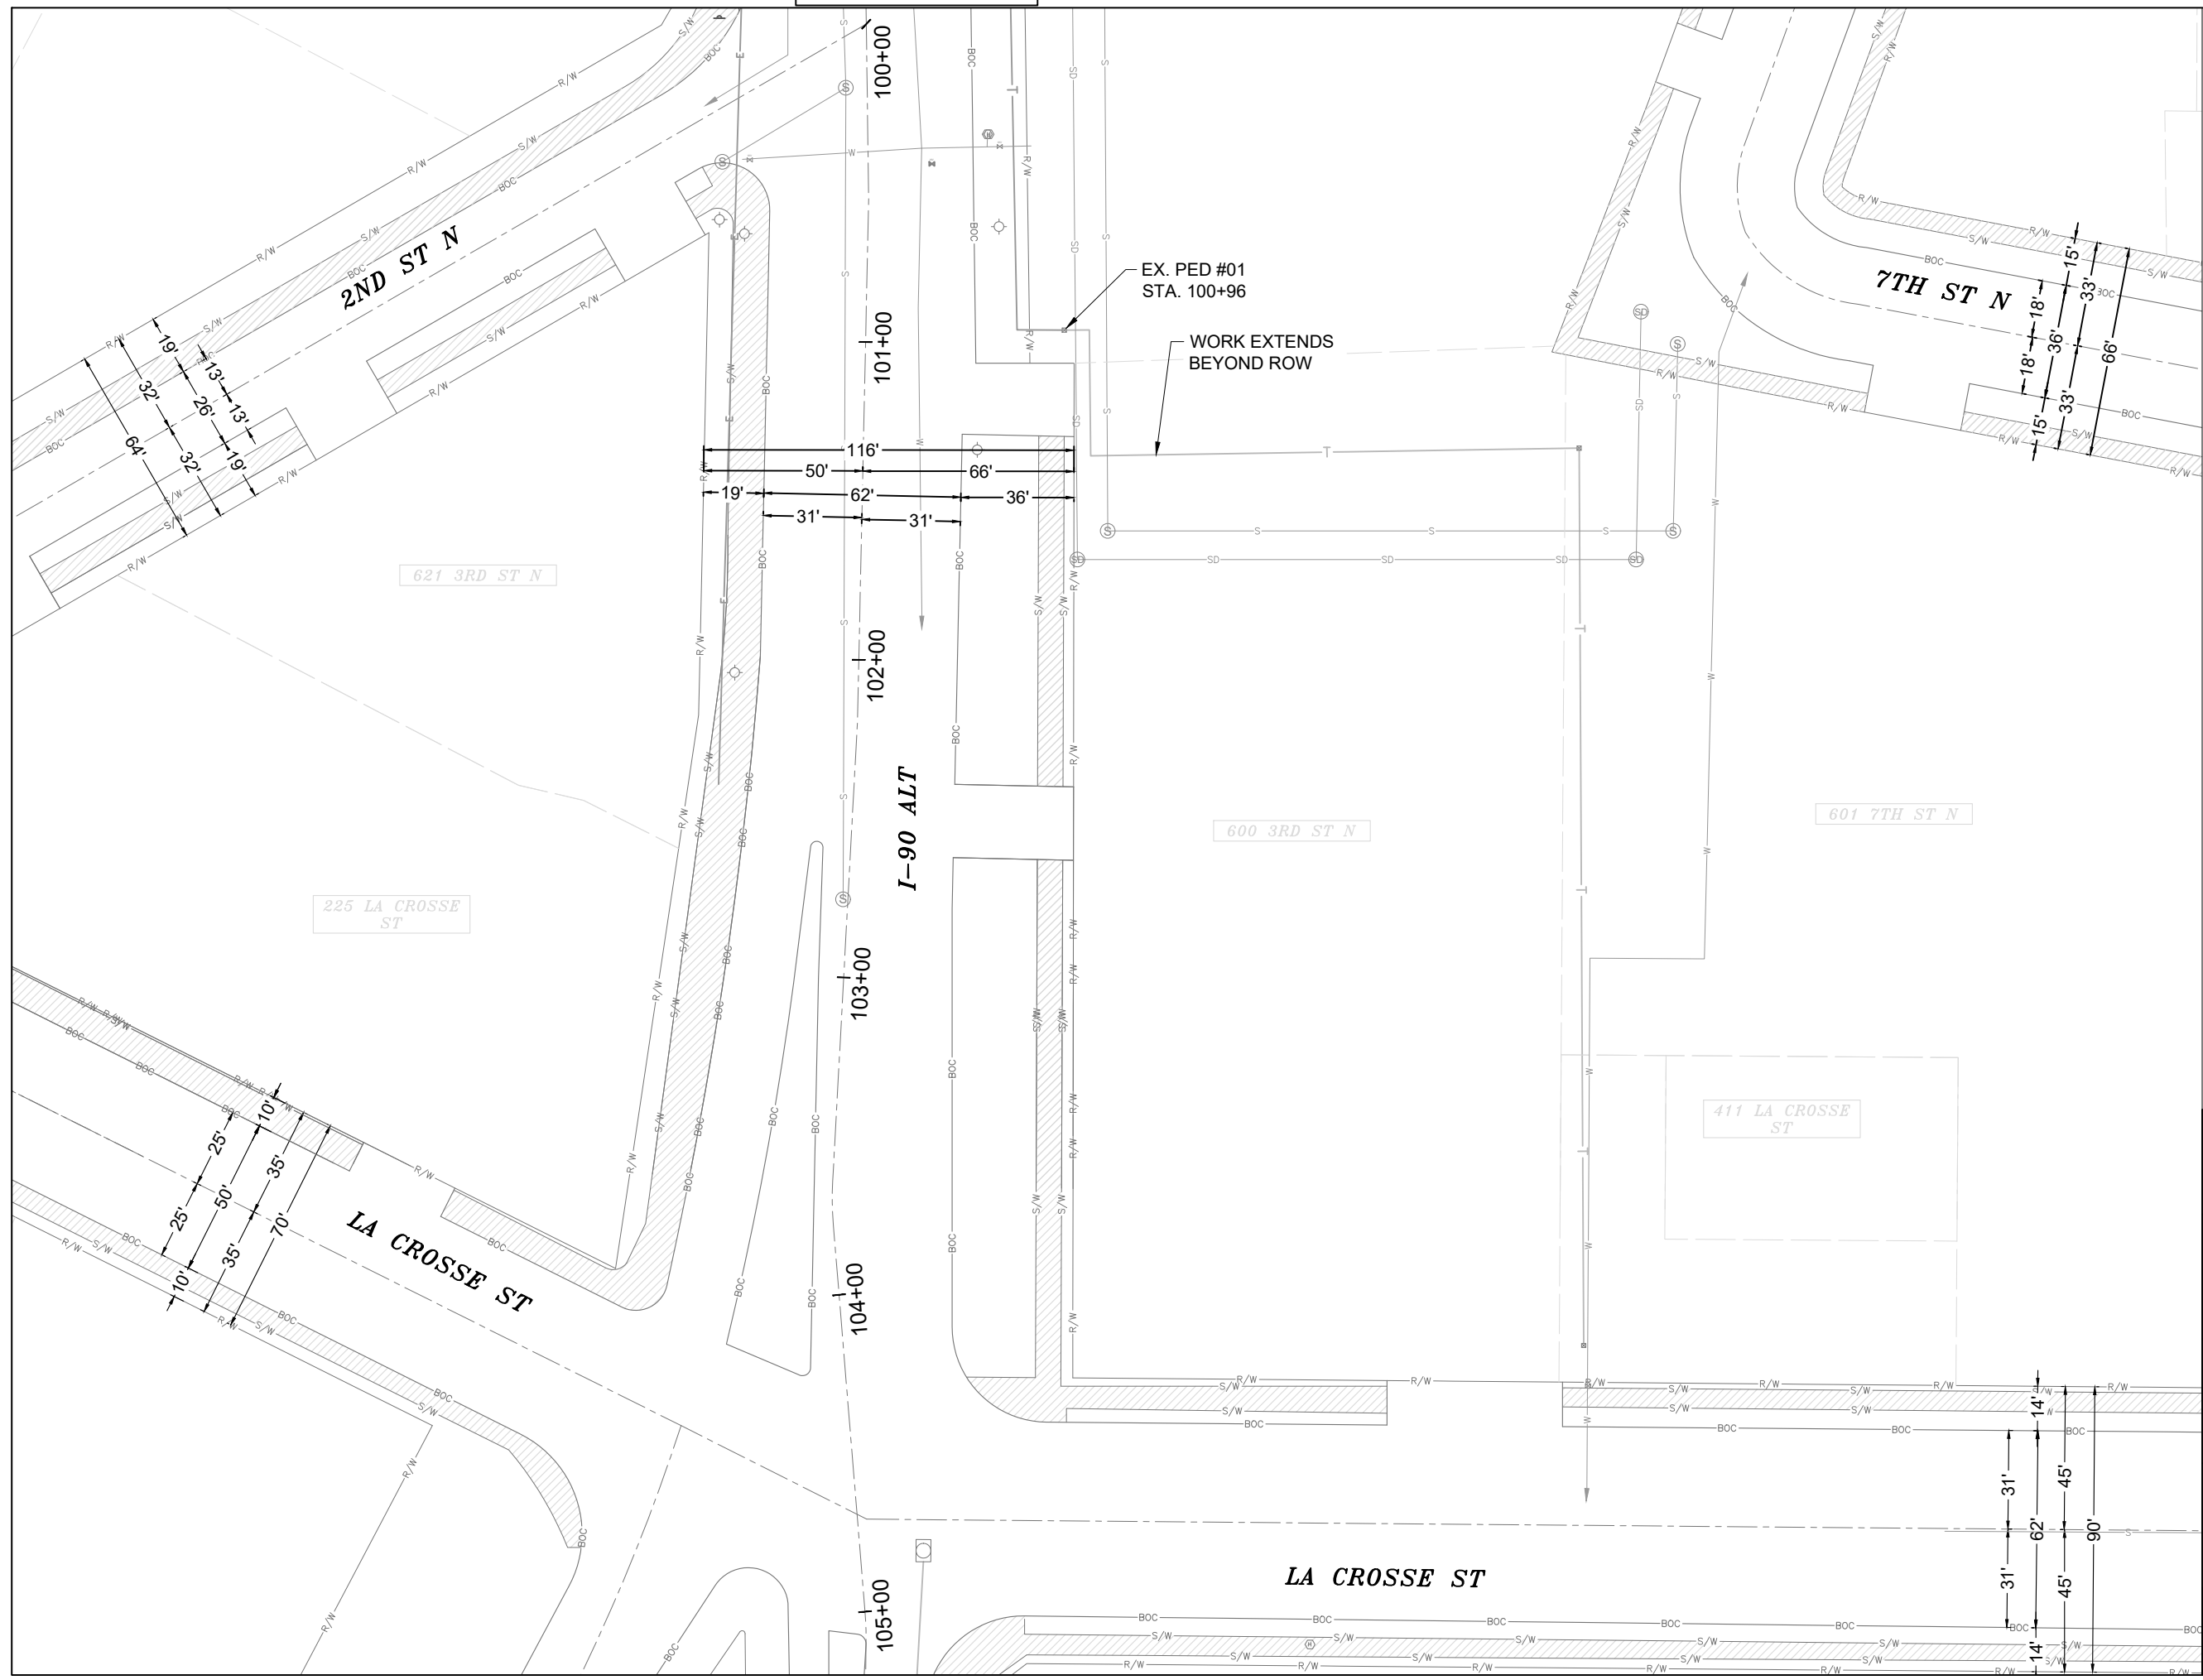 100+00
2ND ST N
EX. PED #01
STA. 100+96
7TH ST N
101+00
WORK EXTENDS
BEYOND ROW
15'
33'
18'
36'
66'
18'
33'
15'
19'
13'
32'
26'
13'
64'
32'
19'
116'
50'
66'
19'
62'
36'
31'
31'
621 3RD ST N
102+00
I-90 ALT
600 3RD ST N
601 7TH ST N
225 LA CROSSE
ST
103+00
411 LA CROSSE
ST
10'
25'
35'
50'
70'
25'
35'
10'
LA CROSSE ST
104+00
14'
31'
45'
62'
90'
31'
45'
14'
LA CROSSE ST
105+00
R/W
S/W
BOC
SD
S
W
T
E
H